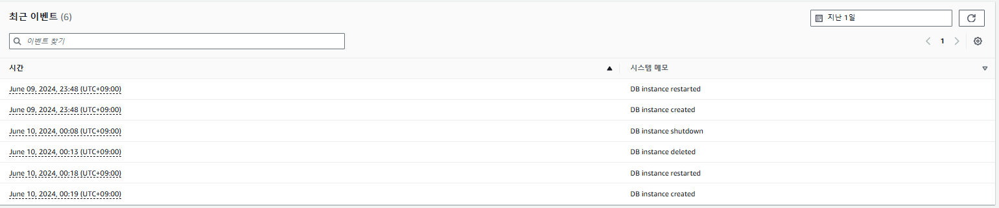 최근 이벤트 (6)
지난 1일
이벤트 찾기
1
시간 시스템 메모
June 09, 2024, 23:48 (UTC+09:00) DB instance restarted
June 09, 2024, 23:48 (UTC+09:00) DB instance created
June 10, 2024, 00:08 (UTC+09:00) DB instance shutdown
June 10, 2024, 00:13 (UTC+09:00) DB instance deleted
June 10, 2024, 00:18 (UTC+09:00) DB instance restarted
June 10, 2024, 00:19 (UTC+09:00) DB instance created